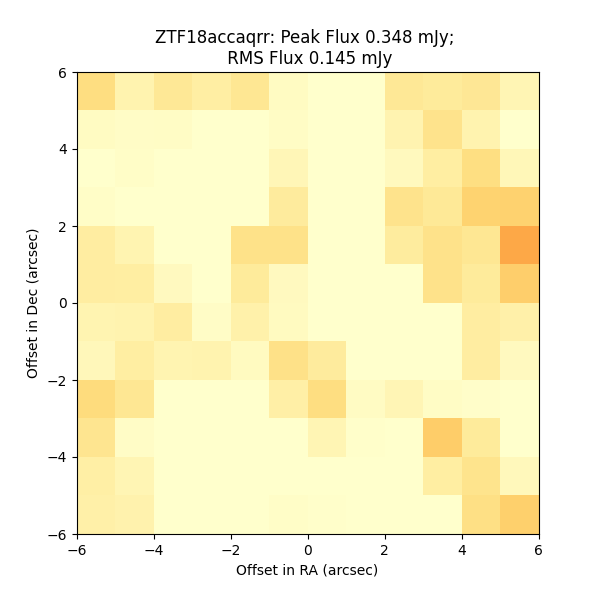 ZTF18accaqrr: Peak Flux 0.348 mJy;
RMS Flux 0.145 mJy
6
4
2
0
−2
−4
−6
Offset in Dec (arcsec)
−6 −4 −2 0 2 4 6
Offset in RA (arcsec)